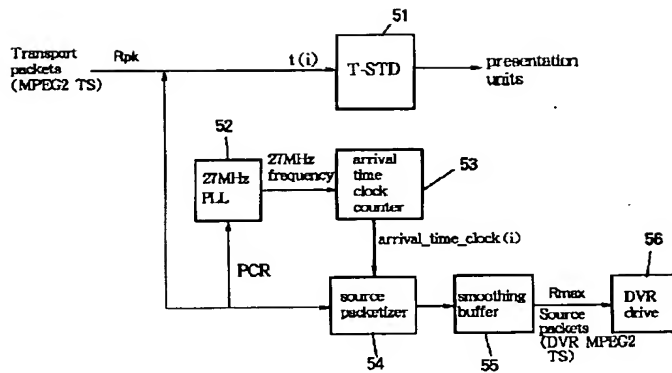 51
Transport
packets
(MPEG2 TS)
Rpk
t(i)
T-STD
presentation
units
52
27MHz
PLL
27MHz
frequency
arrival
time
clock
counter
53
arrival_time_clock(i)
PCR
source
packetizer
54
smoothing
buffer
55
Rmax
Source
packets
(DVR MPEG2
TS)
56
DVR
drive